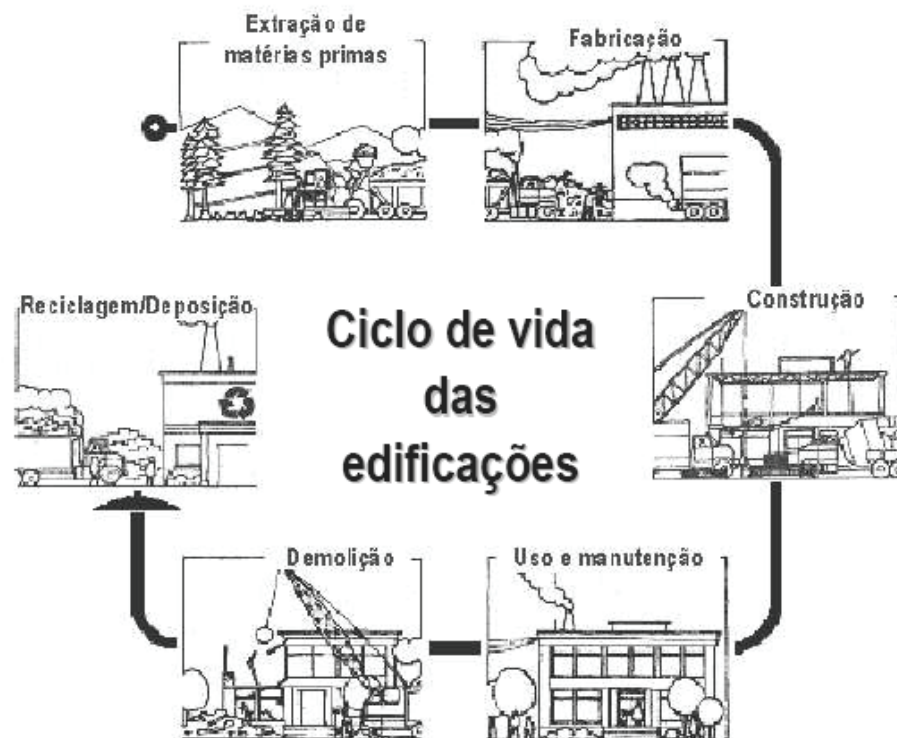 Extração de
matérias primas
Fabricação
Reciclagem/Deposição
Ciclo de vida
das
edificações
Construção
Demolição
Uso e manutenção